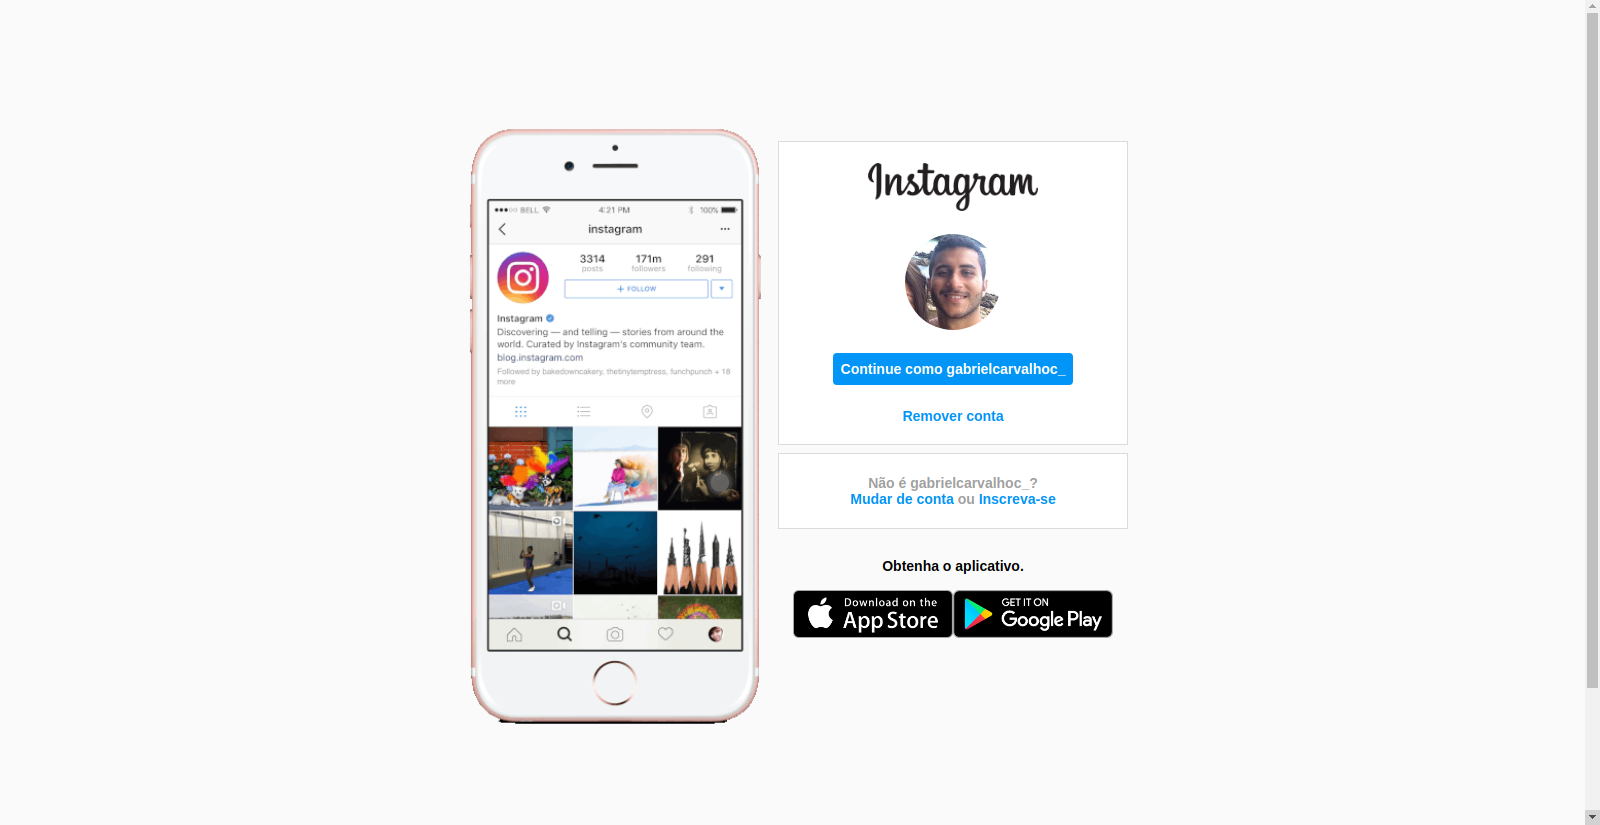 BELL
4:21 PM
100%
instagram
3314
171m
291
posts
followers
following
+ FOLLOW
Instagram
Discovering — and telling — stories from around the
world. Curated by Instagram's community team.
blog.instagram.com
Followed by bakedowncakery, thetinytemptress, funchpunch + 18
more
Instagram
Continue como gabrielcarvalhoc_
Remover conta
Não é gabrielcarvalhoc_?
Mudar de conta ou Inscreva-se
Obtenha o aplicativo.
Download on the
App Store
GET IT ON
Google Play